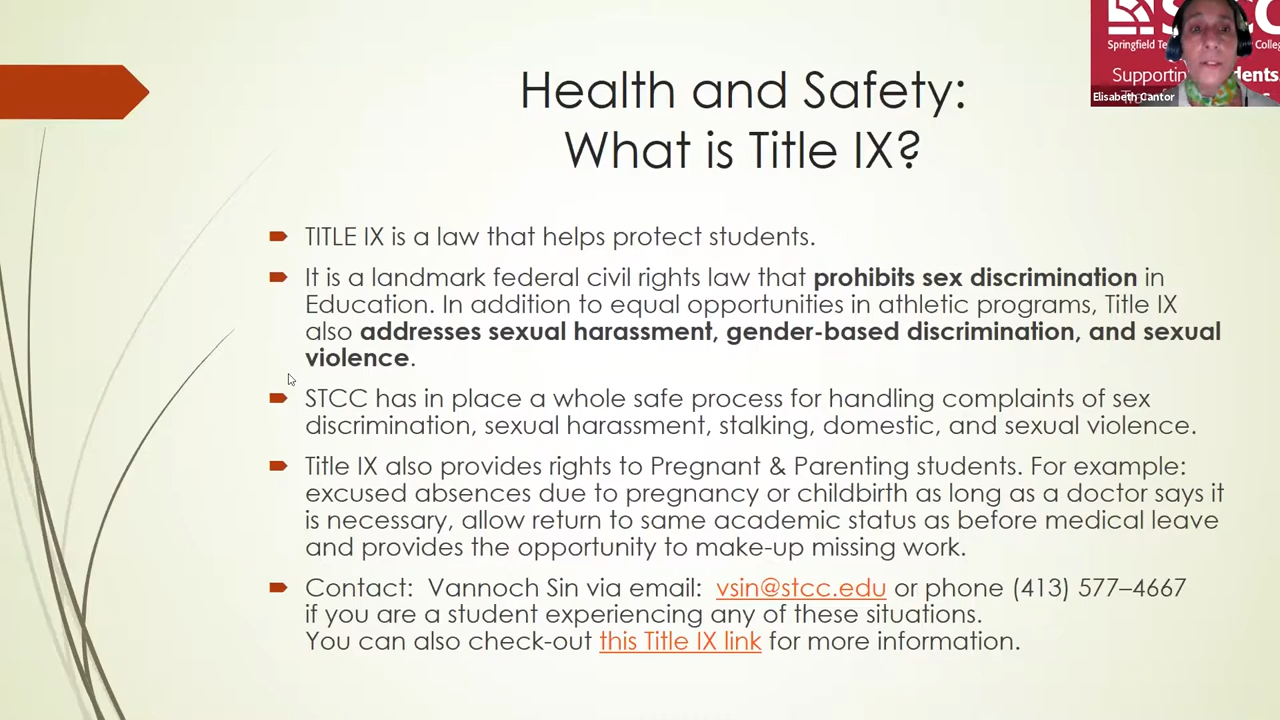 Health and Safety:
What is Title IX?
Springfield Te
Colleg
Supportin
dents.
Elisabeth Cantor
TITLE IX is a law that helps protect students.
It is a landmark federal civil rights law that prohibits sex discrimination in
Education. In addition to equal opportunities in athletic programs, Title IX
also addresses sexual harassment, gender-based discrimination, and sexual
violence.
STCC has in place a whole safe process for handling complaints of sex
discrimination, sexual harassment, stalking, domestic, and sexual violence.
Title IX also provides rights to Pregnant & Parenting students. For example:
excused absences due to pregnancy or childbirth as long as a doctor says it
is necessary, allow return to same academic status as before medical leave
and provides the opportunity to make-up missing work.
Contact: Vannoch Sin via email: vsin@stcc.edu or phone (413) 577–4667
if you are a student experiencing any of these situations.
You can also check-out this Title IX link for more information.